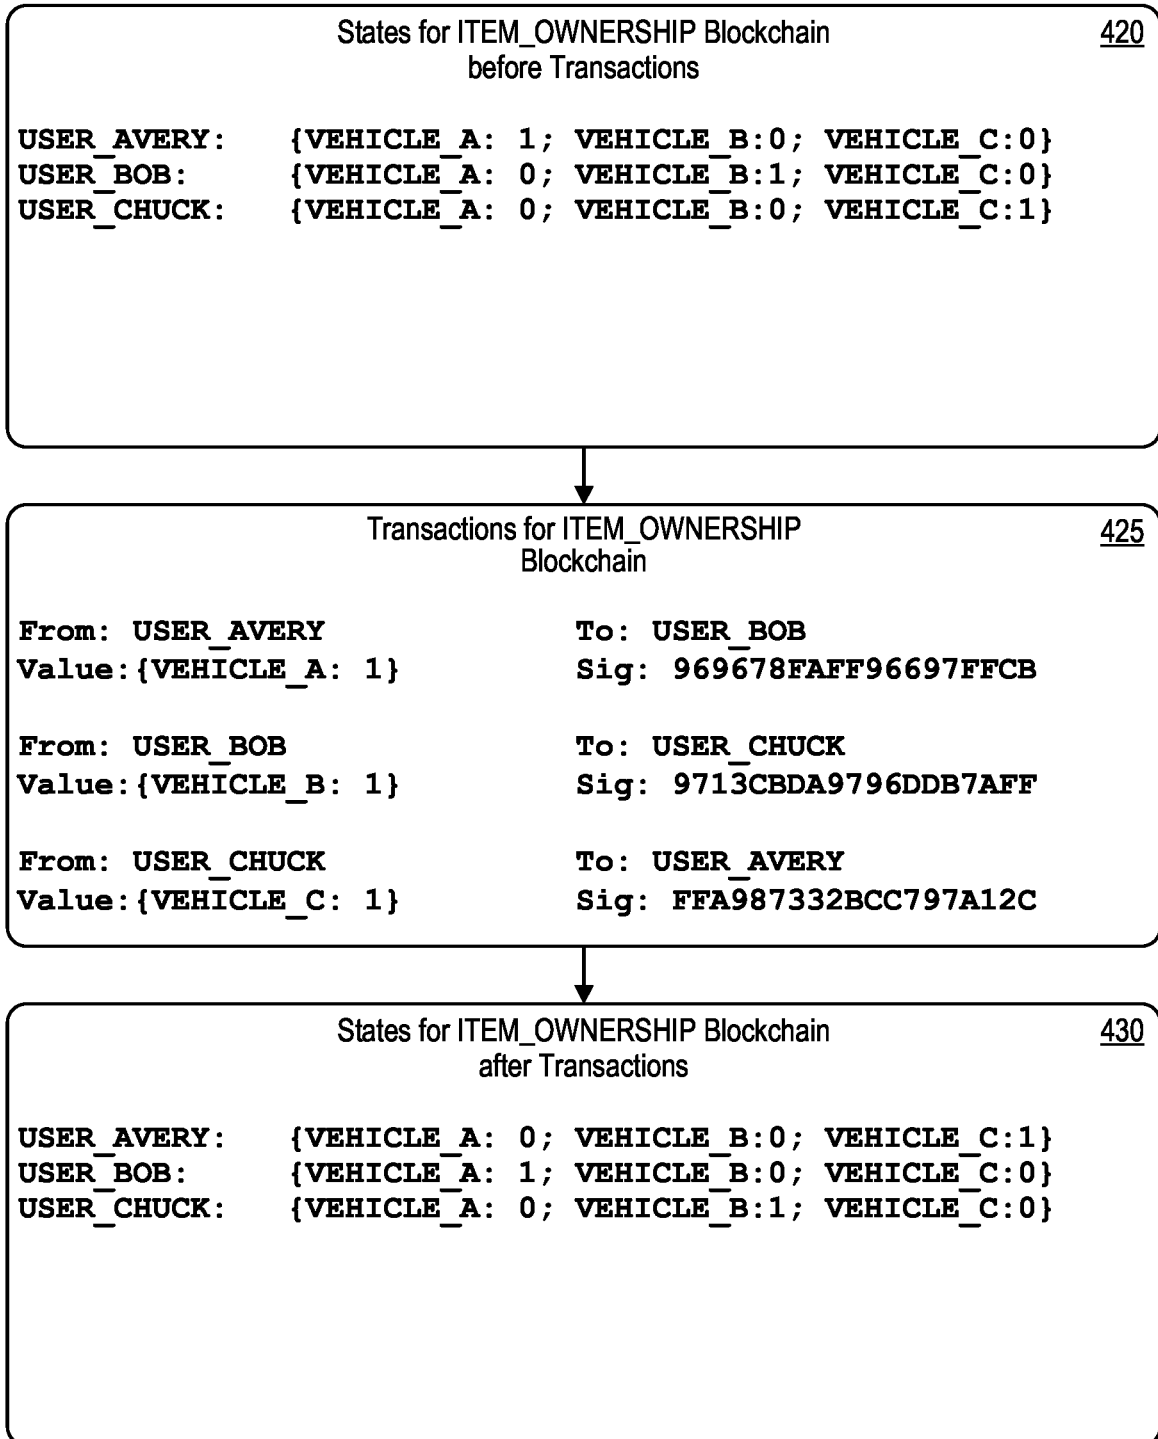 States for ITEM_OWNERSHIP Blockchain 420
before Transactions
USER_AVERY: {VEHICLE_A: 1; VEHICLE_B:0; VEHICLE_C:0}
USER_BOB: {VEHICLE_A: 0; VEHICLE_B:1; VEHICLE_C:0}
USER_CHUCK: {VEHICLE_A: 0; VEHICLE_B:0; VEHICLE_C:1}
Transactions for ITEM_OWNERSHIP 425
Blockchain
From: USER_AVERY To: USER_BOB
Value:{VEHICLE_A: 1} Sig: 969678FAFF96697FFCB
From: USER_BOB To: USER_CHUCK
Value:{VEHICLE_B: 1} Sig: 9713CBDA9796DDB7AFF
From: USER_CHUCK To: USER_AVERY
Value:{VEHICLE_C: 1} Sig: FFA987332BCC797A12C
States for ITEM_OWNERSHIP Blockchain 430
after Transactions
USER_AVERY: {VEHICLE_A: 0; VEHICLE_B:0; VEHICLE_C:1}
USER_BOB: {VEHICLE_A: 1; VEHICLE_B:0; VEHICLE_C:0}
USER_CHUCK: {VEHICLE_A: 0; VEHICLE_B:1; VEHICLE_C:0}